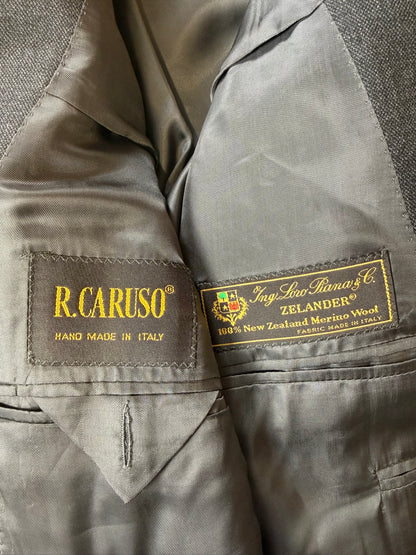 R.CARUSO®
HAND MADE IN ITALY
Ing. Loro Piana & C.
ZELANDER®
100% New Zealand Merino Wool
FABRIC MADE IN ITALY